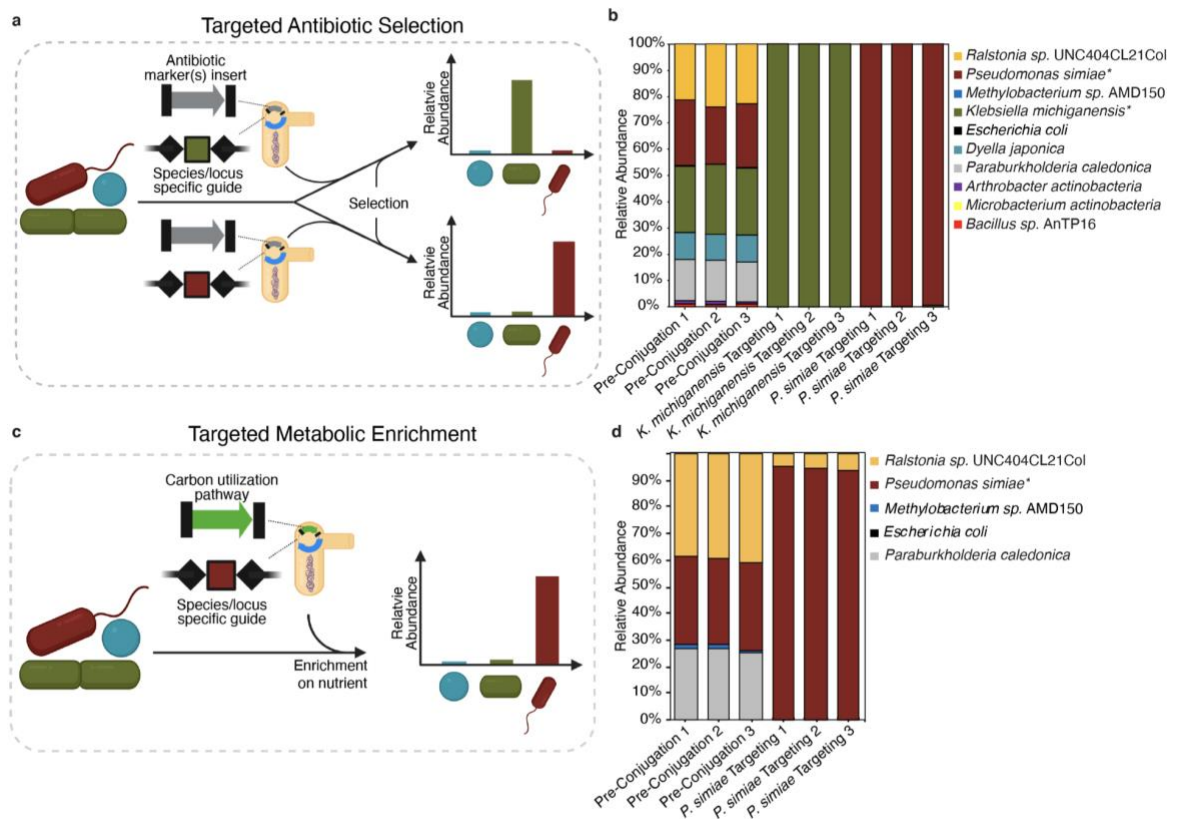 a
Targeted Antibiotic Selection
Antibiotic
marker(s) insert
Species/locus
specific guide
Selection
Relatvie
Abundance
Relatvie
Abundance
b
100%
90%
80%
70%
60%
50%
40%
30%
20%
10%
0%
Relative Abundance
Pre-Conjugation 1
Pre-Conjugation 2
Pre-Conjugation 3
K. michiganensis Targeting 1
K. michiganensis Targeting 2
K. michiganensis Targeting 3
P. simiae Targeting 1
P. simiae Targeting 2
P. simiae Targeting 3
Ralstonia sp. UNC404CL21Col
Pseudomonas simiae*
Methylobacterium sp. AMD150
Klebsiella michiganensis*
Escherichia coli
Dyella japonica
Paraburkholderia caledonica
Arthrobacter actinobacteria
Microbacterium actinobacteria
Bacillus sp. AnTP16
c
Targeted Metabolic Enrichment
Carbon utilization
pathway
Species/locus
specific guide
Enrichment
on nutrient
Relatvie
Abundance
d
90%
80%
70%
60%
50%
40%
30%
20%
10%
0%
Relative Abundance
Pre-Conjugation 1
Pre-Conjugation 2
Pre-Conjugation 3
P. simiae Targeting 1
P. simiae Targeting 2
P. simiae Targeting 3
Ralstonia sp. UNC404CL21Col
Pseudomonas simiae*
Methylobacterium sp. AMD150
Escherichia coli
Paraburkholderia caledonica